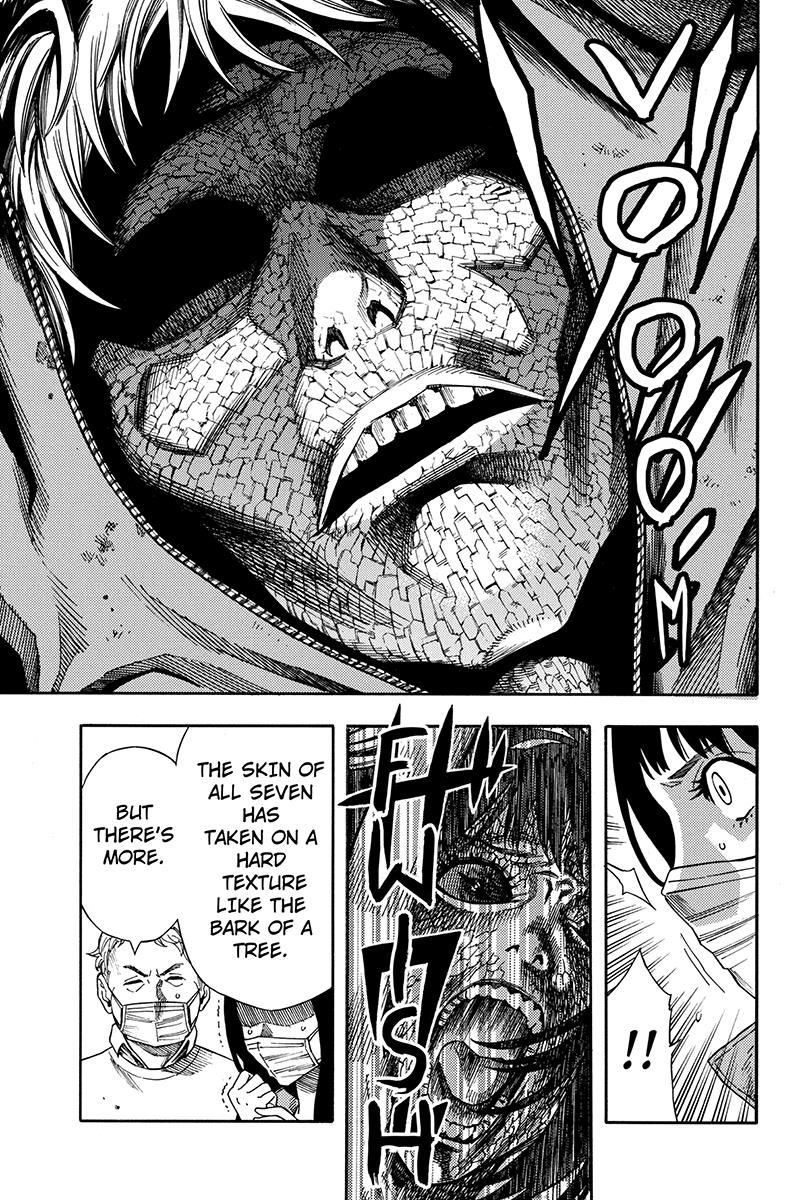 VOOOM
!!
FWISH
THE SKIN OF
ALL SEVEN
HAS
TAKEN ON A
HARD
TEXTURE
LIKE THE
BARK OF A
TREE.
BUT
THERE'S
MORE.